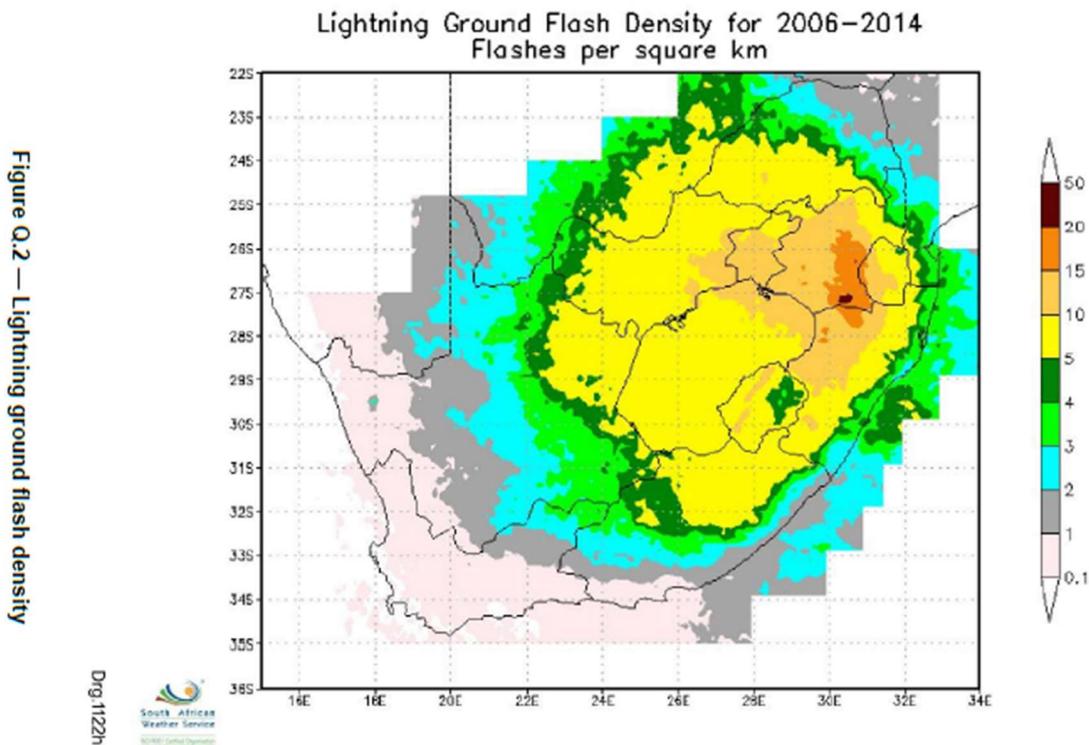 Lightning Ground Flash Density for 2006–2014
Flashes per square km
22S
23S
24S
25S
26S
27S
28S
29S
30S
31S
32S
33S
34S
35S
36S
16E
18E
20E
22E
24E
26E
28E
30E
32E
34E
50
20
15
10
5
4
3
2
1
0.1
Figure Q.2 — Lightning ground flash density
Drg.1122h
South African
Weather Service